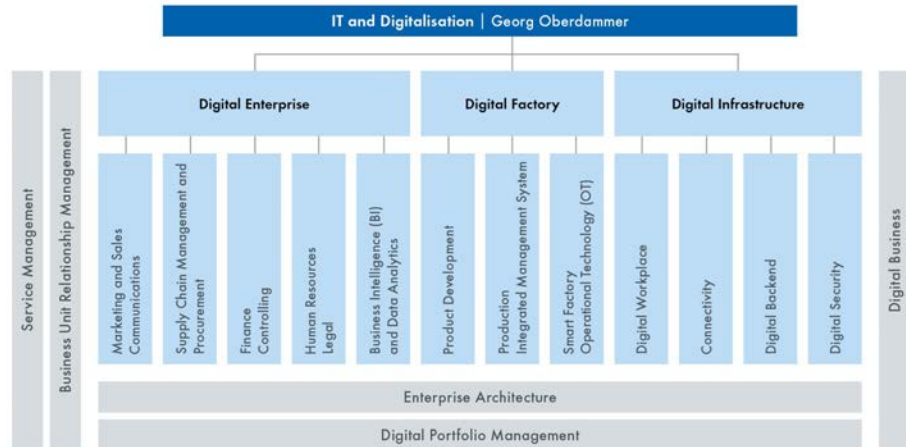 IT and Digitalisation | Georg Oberdammer
Service Management
Business Unit Relationship Management
Digital Enterprise
Digital Factory
Digital Infrastructure
Marketing and Sales
Communications
Supply Chain Management and
Procurement
Finance
Controlling
Human Resources
Legal
Business Intelligence (BI)
and Data Analytics
Product Development
Production
Integrated Management System
Smart Factory
Operational Technology (OT)
Digital Workplace
Connectivity
Digital Backend
Digital Security
Digital Business
Enterprise Architecture
Digital Portfolio Management